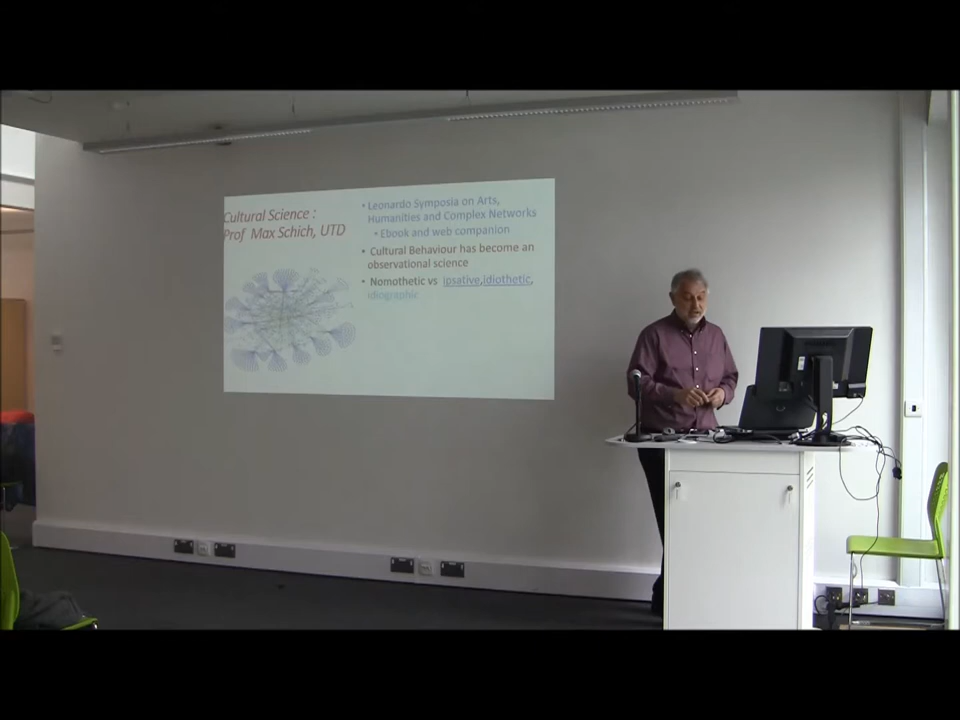 Cultural Science :
Prof Max Schich, UTD
• Leonardo Symposia on Arts,
Humanities and Complex Networks
• Ebook and web companion
• Cultural Behaviour has become an
observational science
• Nomothetic vs ipsative,idiothetic,
idiographic